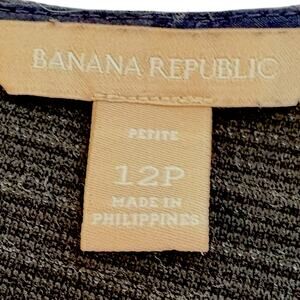 BANANA REPUBLIC
PETITE
12P
MADE IN
PHILIPPINES